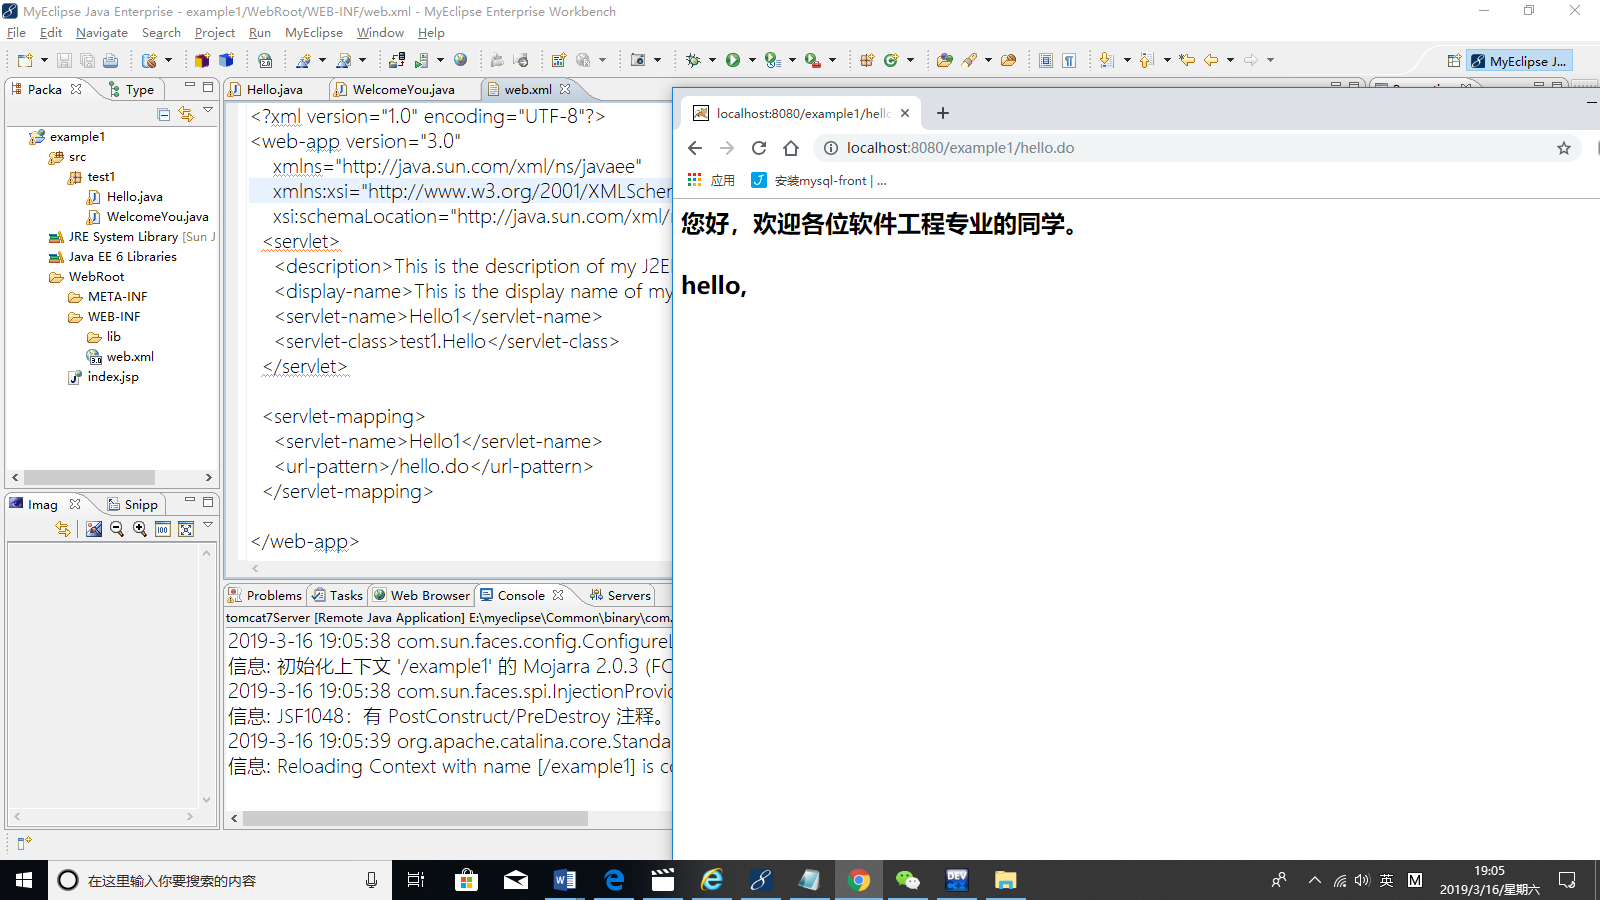 MyEclipse Java Enterprise - example1/WebRoot/WEB-INF/web.xml - MyEclipse Enterprise Workbench
File Edit Navigate Search Project Run MyEclipse Window Help
MyEclipse J...
Packa
Type
example1
src
test1
Hello.java
WelcomeYou.java
JRE System Library [Sun J
Java EE 6 Libraries
WebRoot
META-INF
WEB-INF
lib
web.xml
index.jsp
Imag
Snipp
Hello.java
WelcomeYou.java
web.xml
<?xml version="1.0" encoding="UTF-8"?>
<web-app version="3.0"
xmlns="http://java.sun.com/xml/ns/javaee"
xmlns:xsi="http://www.w3.org/2001/XMLSchem
xsi:schemaLocation="http://java.sun.com/xml/
<servlet>
<description>This is the description of my J2E
<display-name>This is the display name of my
<servlet-name>Hello1</servlet-name>
<servlet-class>test1.Hello</servlet-class>
</servlet>
<servlet-mapping>
<servlet-name>Hello1</servlet-name>
<url-pattern>/hello.do</url-pattern>
</servlet-mapping>
</web-app>
Problems
Tasks
Web Browser
Console
Servers
tomcat7Server [Remote Java Application] E:\myeclipse\Common\binary\com.
2019-3-16 19:05:38 com.sun.faces.config.ConfigureL
信息: 初始化上下文 '/example1' 的 Mojarra 2.0.3 (FC
2019-3-16 19:05:38 com.sun.faces.spi.InjectionProvic
信息: JSF1048：有 PostConstruct/PreDestroy 注释。
2019-3-16 19:05:39 org.apache.catalina.core.Standa
信息: Reloading Context with name [/example1] is co
localhost:8080/example1/hello
localhost:8080/example1/hello.do
应用
安装mysql-front | ...
您好，欢迎各位软件工程专业的同学。
hello,
在这里输入你要搜索的内容
英
M
19:05
2019/3/16/星期六